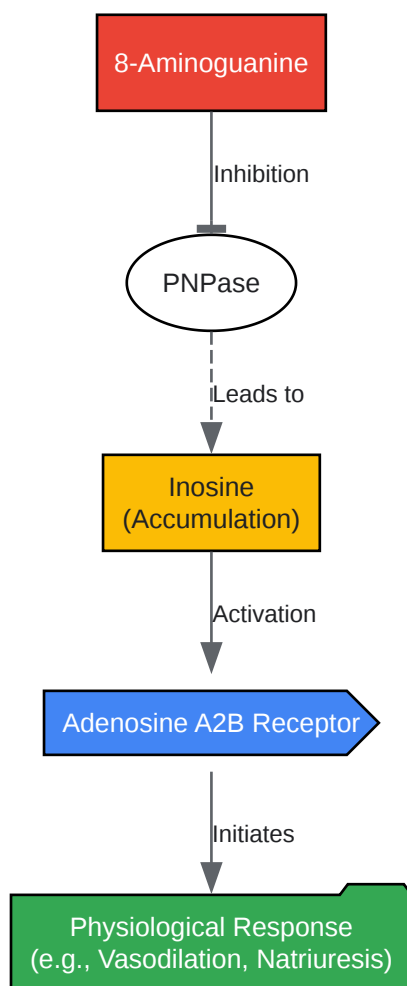 8-Aminoguanine
Inhibition
PNPase
Leads to
Inosine
(Accumulation)
Activation
Adenosine A2B Receptor
Initiates
Physiological Response
(e.g., Vasodilation, Natriuresis)